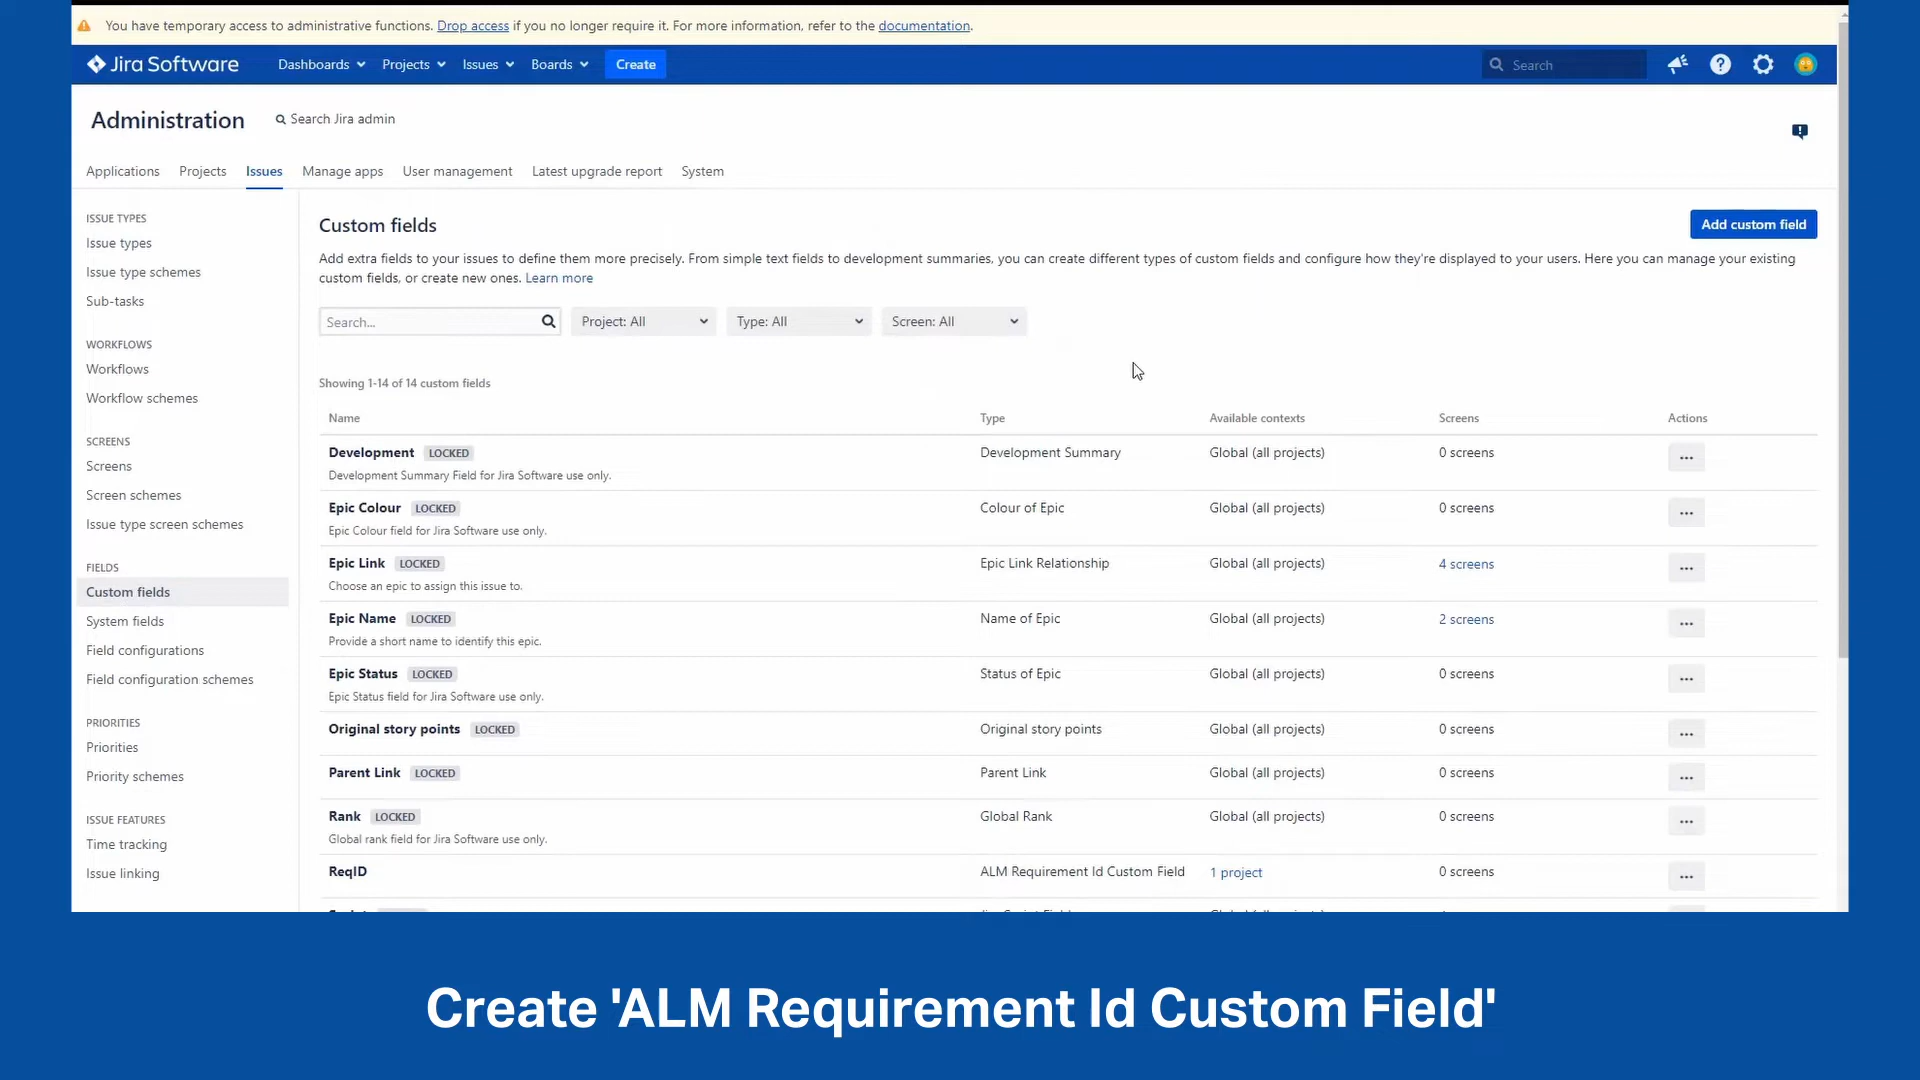 You have temporary access to administrative functions. Drop access if you no longer require it. For more information, refer to the documentation.
Jira Software Dashboards Projects Issues Boards Create Search
Administration Search Jira admin
Applications Projects Issues Manage apps User management Latest upgrade report System
ISSUE TYPES
Issue types
Issue type schemes
Sub-tasks
WORKFLOWS
Workflows
Workflow schemes
SCREENS
Screens
Screen schemes
Issue type screen schemes
FIELDS
Custom fields
System fields
Field configurations
Field configuration schemes
PRIORITIES
Priorities
Priority schemes
ISSUE FEATURES
Time tracking
Issue linking
Custom fields
Add custom field
Add extra fields to your issues to define them more precisely. From simple text fields to development summaries, you can create different types of custom fields and configure how they're displayed to your users. Here you can manage your existing
custom fields, or create new ones. Learn more
Search... Project: All Type: All Screen: All
Showing 1-14 of 14 custom fields
Name Type Available contexts Screens Actions
Development LOCKED Development Summary Global (all projects) 0 screens
Development Summary Field for Jira Software use only.
Epic Colour LOCKED Colour of Epic Global (all projects) 0 screens
Epic Colour field for Jira Software use only.
Epic Link LOCKED Epic Link Relationship Global (all projects) 4 screens
Choose an epic to assign this issue to.
Epic Name LOCKED Name of Epic Global (all projects) 2 screens
Provide a short name to identify this epic.
Epic Status LOCKED Status of Epic Global (all projects) 0 screens
Epic Status field for Jira Software use only.
Original story points LOCKED Original story points Global (all projects) 0 screens
Parent Link LOCKED Parent Link Global (all projects) 0 screens
Rank LOCKED Global Rank Global (all projects) 0 screens
Global rank field for Jira Software use only.
ReqID ALM Requirement Id Custom Field 1 project 0 screens
Create 'ALM Requirement Id Custom Field'